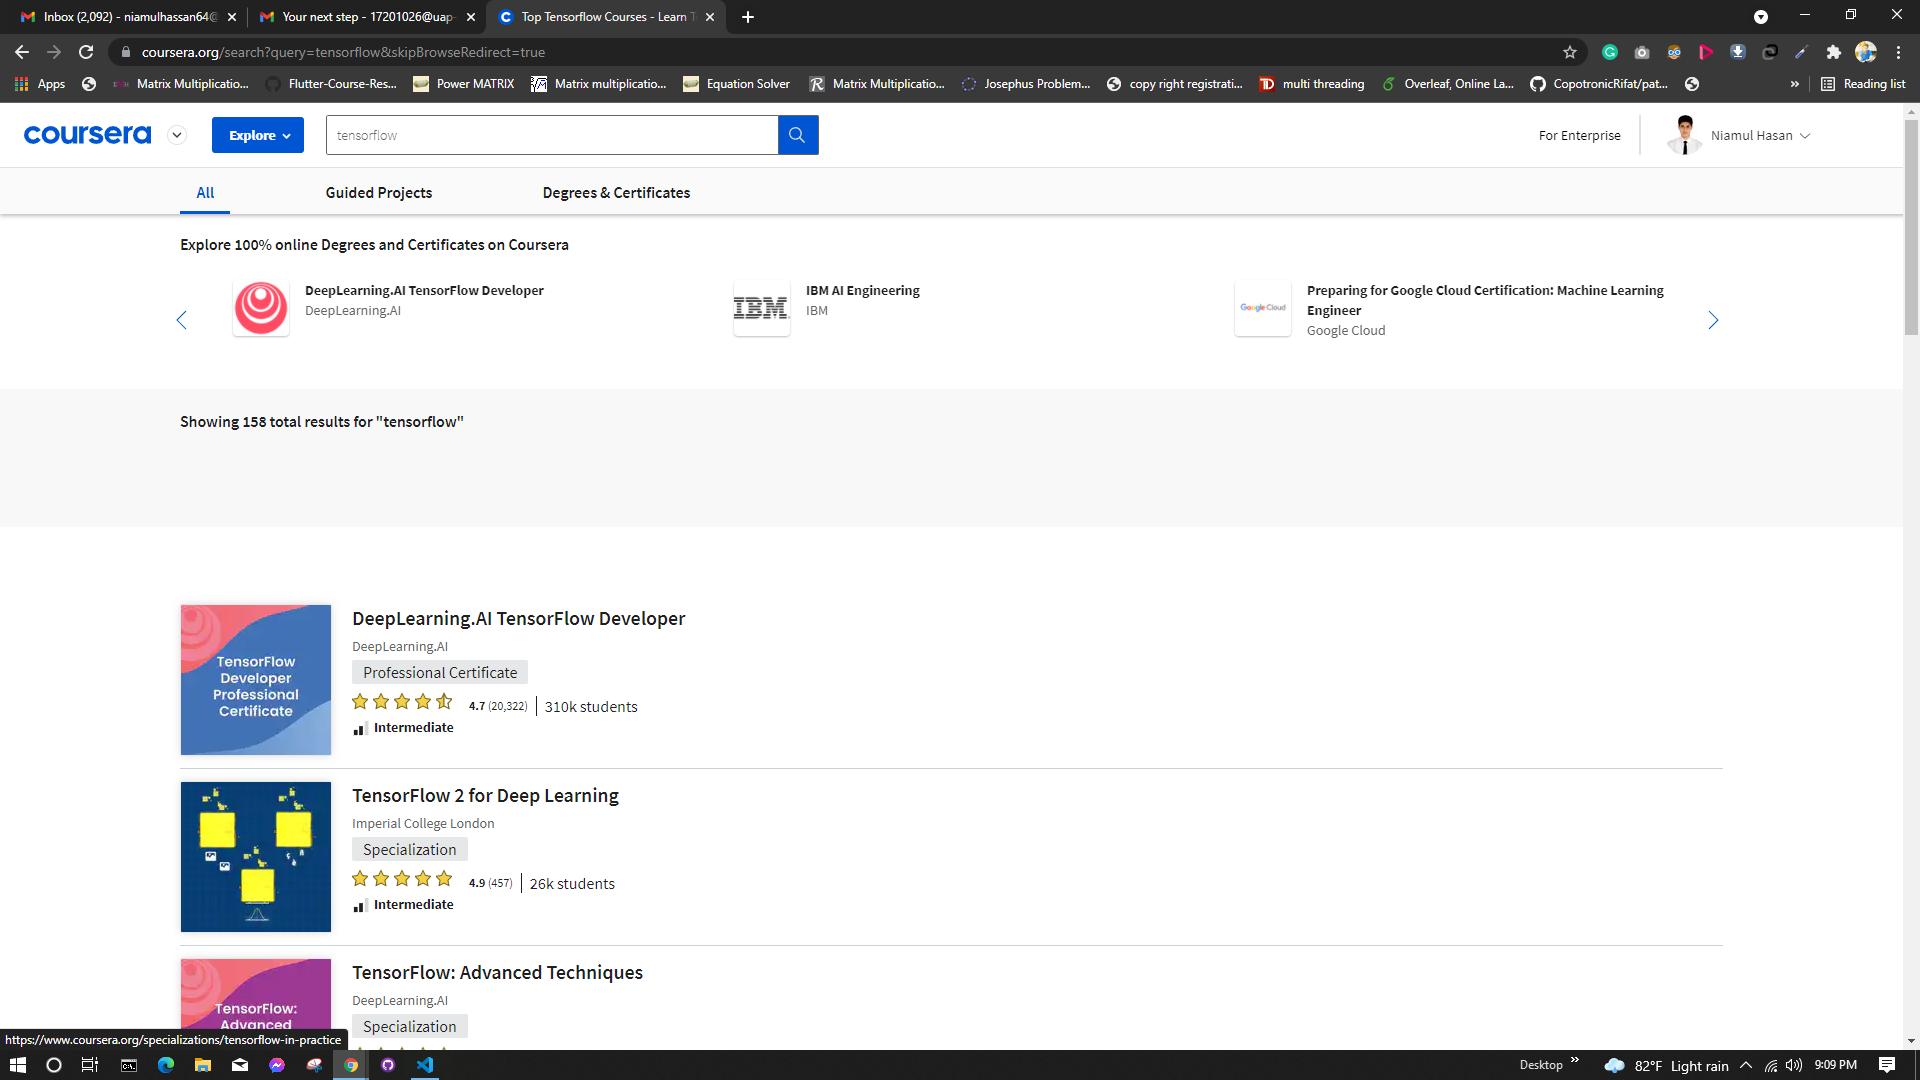 Inbox (2,092) - niamulhassan64@
Your next step - 17201026@uap-
Top Tensorflow Courses - Learn T
coursera.org/search?query=tensorflow&skipBrowseRedirect=true
Apps
Matrix Multiplicatio...
Flutter-Course-Res...
Power MATRIX
Matrix multiplicatio...
Equation Solver
Matrix Multiplicatio...
Josephus Problem...
copy right registrati...
multi threading
Overleaf, Online La...
CopotronicRifat/pat...
Reading list
coursera
Explore
tensorflow
For Enterprise
Niamul Hasan
All
Guided Projects
Degrees & Certificates
Explore 100% online Degrees and Certificates on Coursera
DeepLearning.AI TensorFlow Developer
DeepLearning.AI
IBM
IBM AI Engineering
IBM
Google Cloud
Preparing for Google Cloud Certification: Machine Learning
Engineer
Google Cloud
Showing 158 total results for "tensorflow"
TensorFlow
Developer
Professional
Certificate
DeepLearning.AI TensorFlow Developer
DeepLearning.AI
Professional Certificate
4.7 (20,322) | 310k students
Intermediate
TensorFlow 2 for Deep Learning
Imperial College London
Specialization
4.9 (457) | 26k students
Intermediate
TensorFlow:
Advanced
TensorFlow: Advanced Techniques
DeepLearning.AI
Specialization
https://www.coursera.org/specializations/tensorflow-in-practice
Desktop
82°F Light rain
9:09 PM